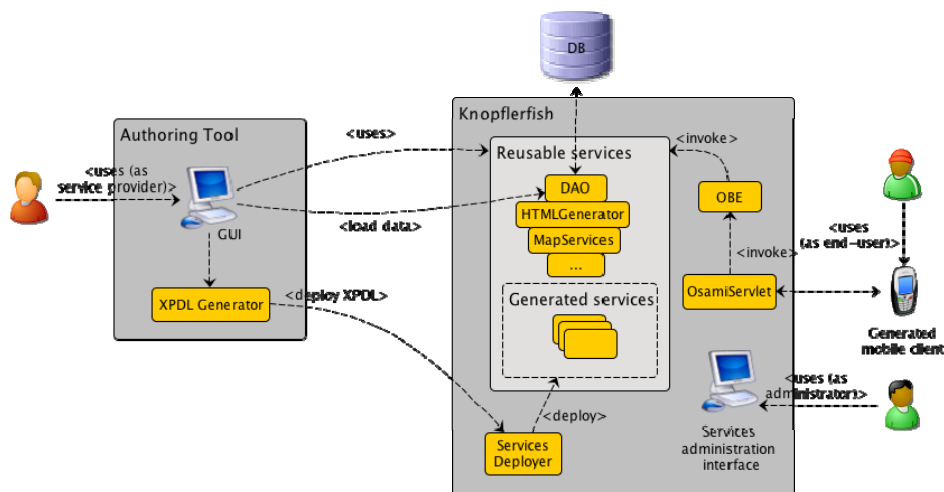 DB
Authoring Tool
<uses (as
service provider)>
GUI
XPDL Generator
<uses>
<load data>
<deploy XPDL>
Knopflerfish
Reusable services
DAO
HTMLGenerator
MapServices
...
Generated services
<deploy>
Services
Deployer
<invoke>
OBE
<invoke>
OsamiServlet
<uses
(as end-user)>
Generated
mobile client
<uses (as
administrator)>
Services
administration
interface